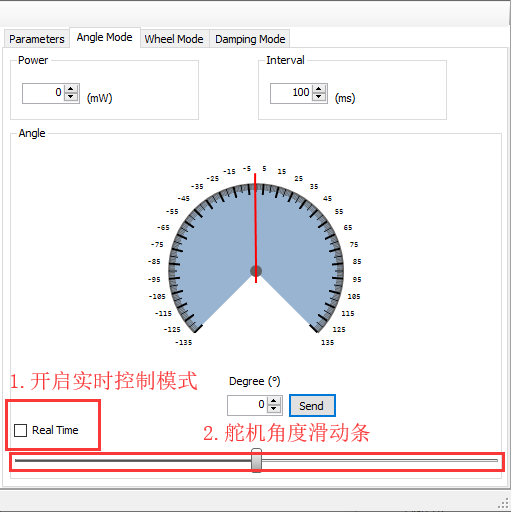 Parameters Angle Mode Wheel Mode Damping Mode
Power Interval
0 (mW) 100 (ms)
Angle
-5 5
-15 15
-25 25
-35 35
-45 45
-55 55
-65 65
-75 75
-85 85
-95 95
-105 105
-115 115
-125 125
-135 135
1.开启实时控制模式 Degree (°)
0 Send
Real Time 2.舵机角度滑动条